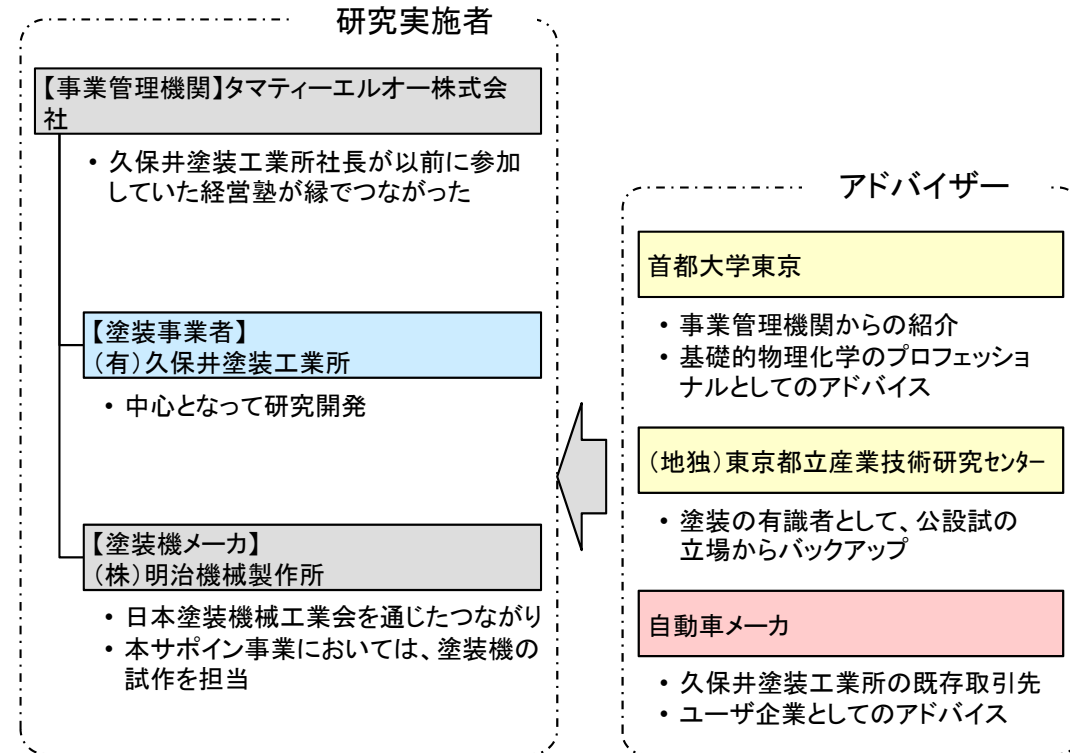 研究実施者
【事業管理機関】タマティーエルオー株式会
社
• 久保井塗装工業所社長が以前に参加
していた経営塾が縁でつながった
【塗装事業者】
（有）久保井塗装工業所
• 中心となって研究開発
【塗装機メーカ】
（株）明治機械製作所
• 日本塗装機械工業会を通じたつながり
• 本サポイン事業においては、塗装機の
試作を担当
アドバイザー
首都大学東京
• 事業管理機関からの紹介
• 基礎的物理化学のプロフェッショ
ナルとしてのアドバイス
（地独）東京都立産業技術研究ｾﾝﾀｰ
• 塗装の有識者として、公設試の
立場からバックアップ
自動車メーカ
• 久保井塗装工業所の既存取引先
• ユーザ企業としてのアドバイス